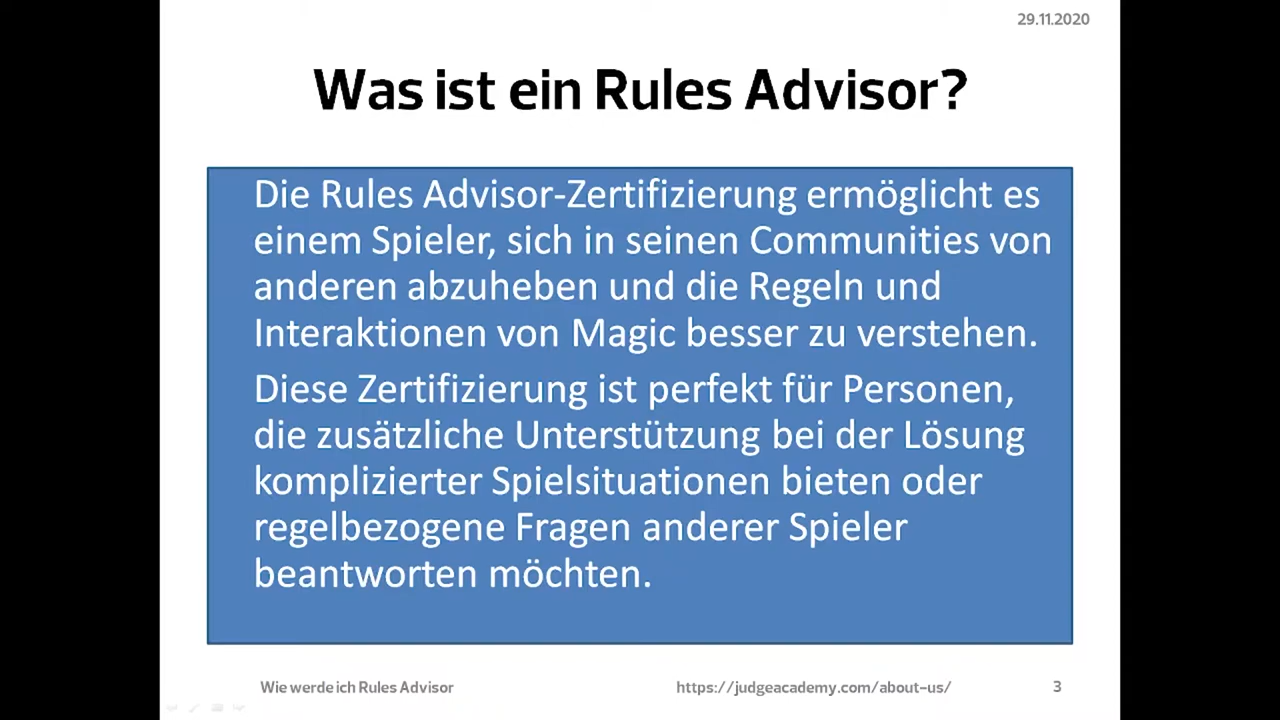 29.11.2020
Was ist ein Rules Advisor?
Die Rules Advisor-Zertifizierung ermöglicht es
einem Spieler, sich in seinen Communities von
anderen abzuheben und die Regeln und
Interaktionen von Magic besser zu verstehen.
Diese Zertifizierung ist perfekt für Personen,
die zusätzliche Unterstützung bei der Lösung
komplizierter Spielsituationen bieten oder
regelbezogene Fragen anderer Spieler
beantworten möchten.
Wie werde ich Rules Advisor
https://judgeacademy.com/about-us/
3